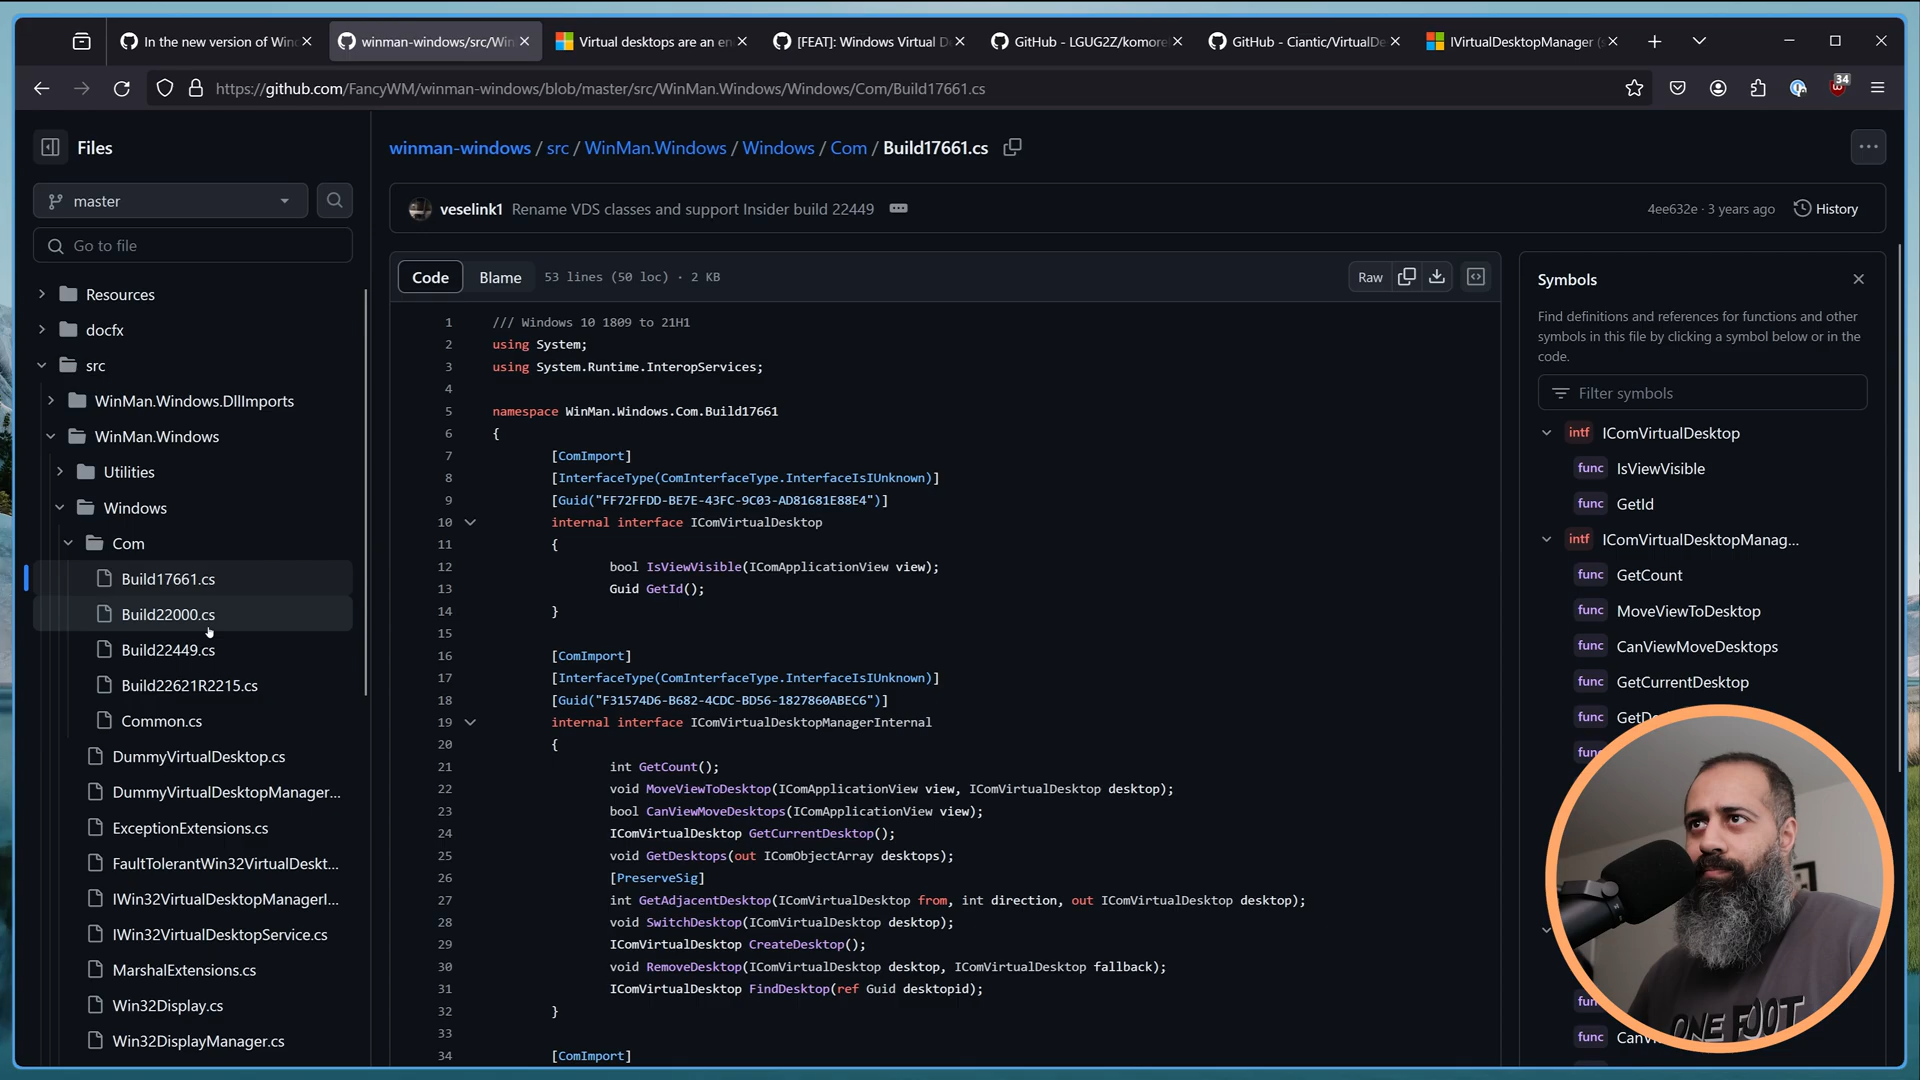 In the new version of Win
winman-windows/src/Win
Virtual desktops are an en
[FEAT]: Windows Virtual D
GitHub - LGUG2Z/komore
GitHub - Ciantic/VirtualDe
IVirtualDesktopManager (s
https://github.com/FancyWM/winman-windows/blob/master/src/WinMan.Windows/Windows/Com/Build17661.cs
34
Files
winman-windows / src / WinMan.Windows / Windows / Com / Build17661.cs
master
veselink1 Rename VDS classes and support Insider build 22449
4ee632e · 3 years ago
History
Go to file
Code
Blame
53 lines (50 loc) · 2 KB
Raw
Resources
docfx
src
WinMan.Windows.DllImports
WinMan.Windows
Utilities
Windows
Com
Build17661.cs
Build22000.cs
Build22449.cs
Build22621R2215.cs
Common.cs
DummyVirtualDesktop.cs
DummyVirtualDesktopManager...
ExceptionExtensions.cs
FaultTolerantWin32VirtualDeskt...
IWin32VirtualDesktopManagerI...
IWin32VirtualDesktopService.cs
MarshalExtensions.cs
Win32Display.cs
Win32DisplayManager.cs
1 /// Windows 10 1809 to 21H1
2 using System;
3 using System.Runtime.InteropServices;
4
5 namespace WinMan.Windows.Com.Build17661
6 {
7 [ComImport]
8 [InterfaceType(ComInterfaceType.InterfaceIsIUnknown)]
9 [Guid("FF72FFDD-BE7E-43FC-9C03-AD81681E88E4")]
10 internal interface IComVirtualDesktop
11 {
12 bool IsViewVisible(IComApplicationView view);
13 Guid GetId();
14 }
15
16 [ComImport]
17 [InterfaceType(ComInterfaceType.InterfaceIsIUnknown)]
18 [Guid("F31574D6-B682-4CDC-BD56-1827860ABEC6")]
19 internal interface IComVirtualDesktopManagerInternal
20 {
21 int GetCount();
22 void MoveViewToDesktop(IComApplicationView view, IComVirtualDesktop desktop);
23 bool CanViewMoveDesktops(IComApplicationView view);
24 IComVirtualDesktop GetCurrentDesktop();
25 void GetDesktops(out IComObjectArray desktops);
26 [PreserveSig]
27 int GetAdjacentDesktop(IComVirtualDesktop from, int direction, out IComVirtualDesktop desktop);
28 void SwitchDesktop(IComVirtualDesktop desktop);
29 IComVirtualDesktop CreateDesktop();
30 void RemoveDesktop(IComVirtualDesktop desktop, IComVirtualDesktop fallback);
31 IComVirtualDesktop FindDesktop(ref Guid desktopid);
32 }
33
34 [ComImport]
Symbols
Find definitions and references for functions and other
symbols in this file by clicking a symbol below or in the
code.
Filter symbols
intf IComVirtualDesktop
func IsViewVisible
func GetId
intf IComVirtualDesktopManag...
func GetCount
func MoveViewToDesktop
func CanViewMoveDesktops
func GetCurrentDesktop
func GetD
func
func CanVi
ONE FOOT